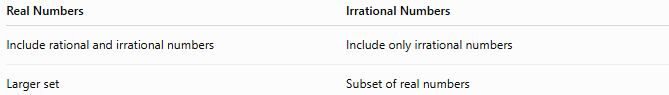 Real Numbers Irrational Numbers
Include rational and irrational numbers Include only irrational numbers
Larger set Subset of real numbers